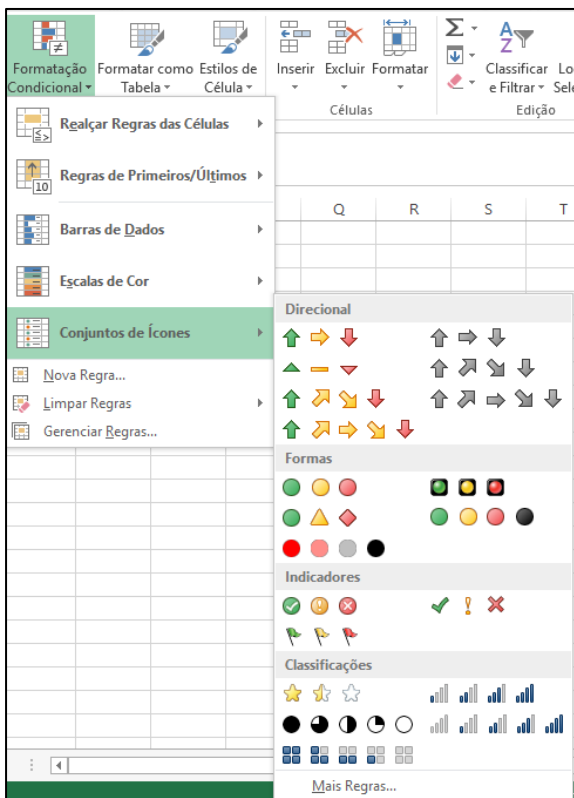 Formatação Condicional
Formatar como Tabela
Estilos de Célula
Inserir
Excluir
Formatar
Classificar e Filtrar
Lo
Sele
Células
Edição
Realçar Regras das Células
10
Regras de Primeiros/Últimos
Barras de Dados
Escalas de Cor
Conjuntos de Ícones
Nova Regra...
Limpar Regras
Gerenciar Regras...
Q R S T
Direcional
Formas
Indicadores
Classificações
Mais Regras...